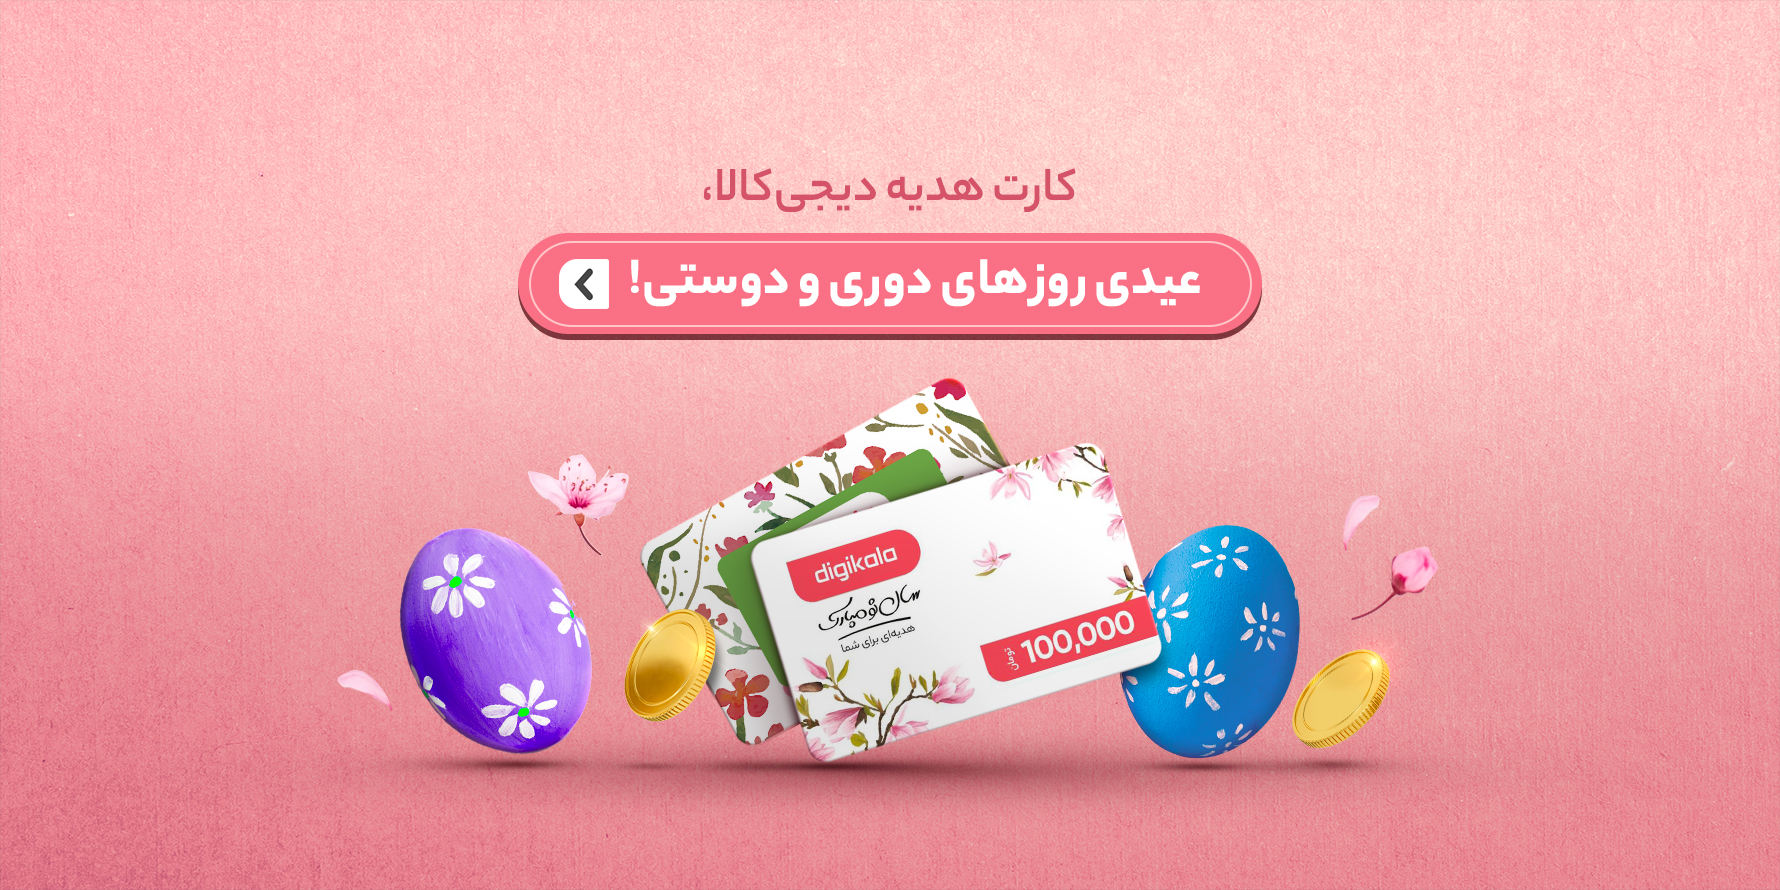 کارت هدیه دیجی‌کالا،
عیدی روزهای دوری و دوستی!
digikala
سال نو مبارک
هدیه‌ای برای شما
100,000 تومان